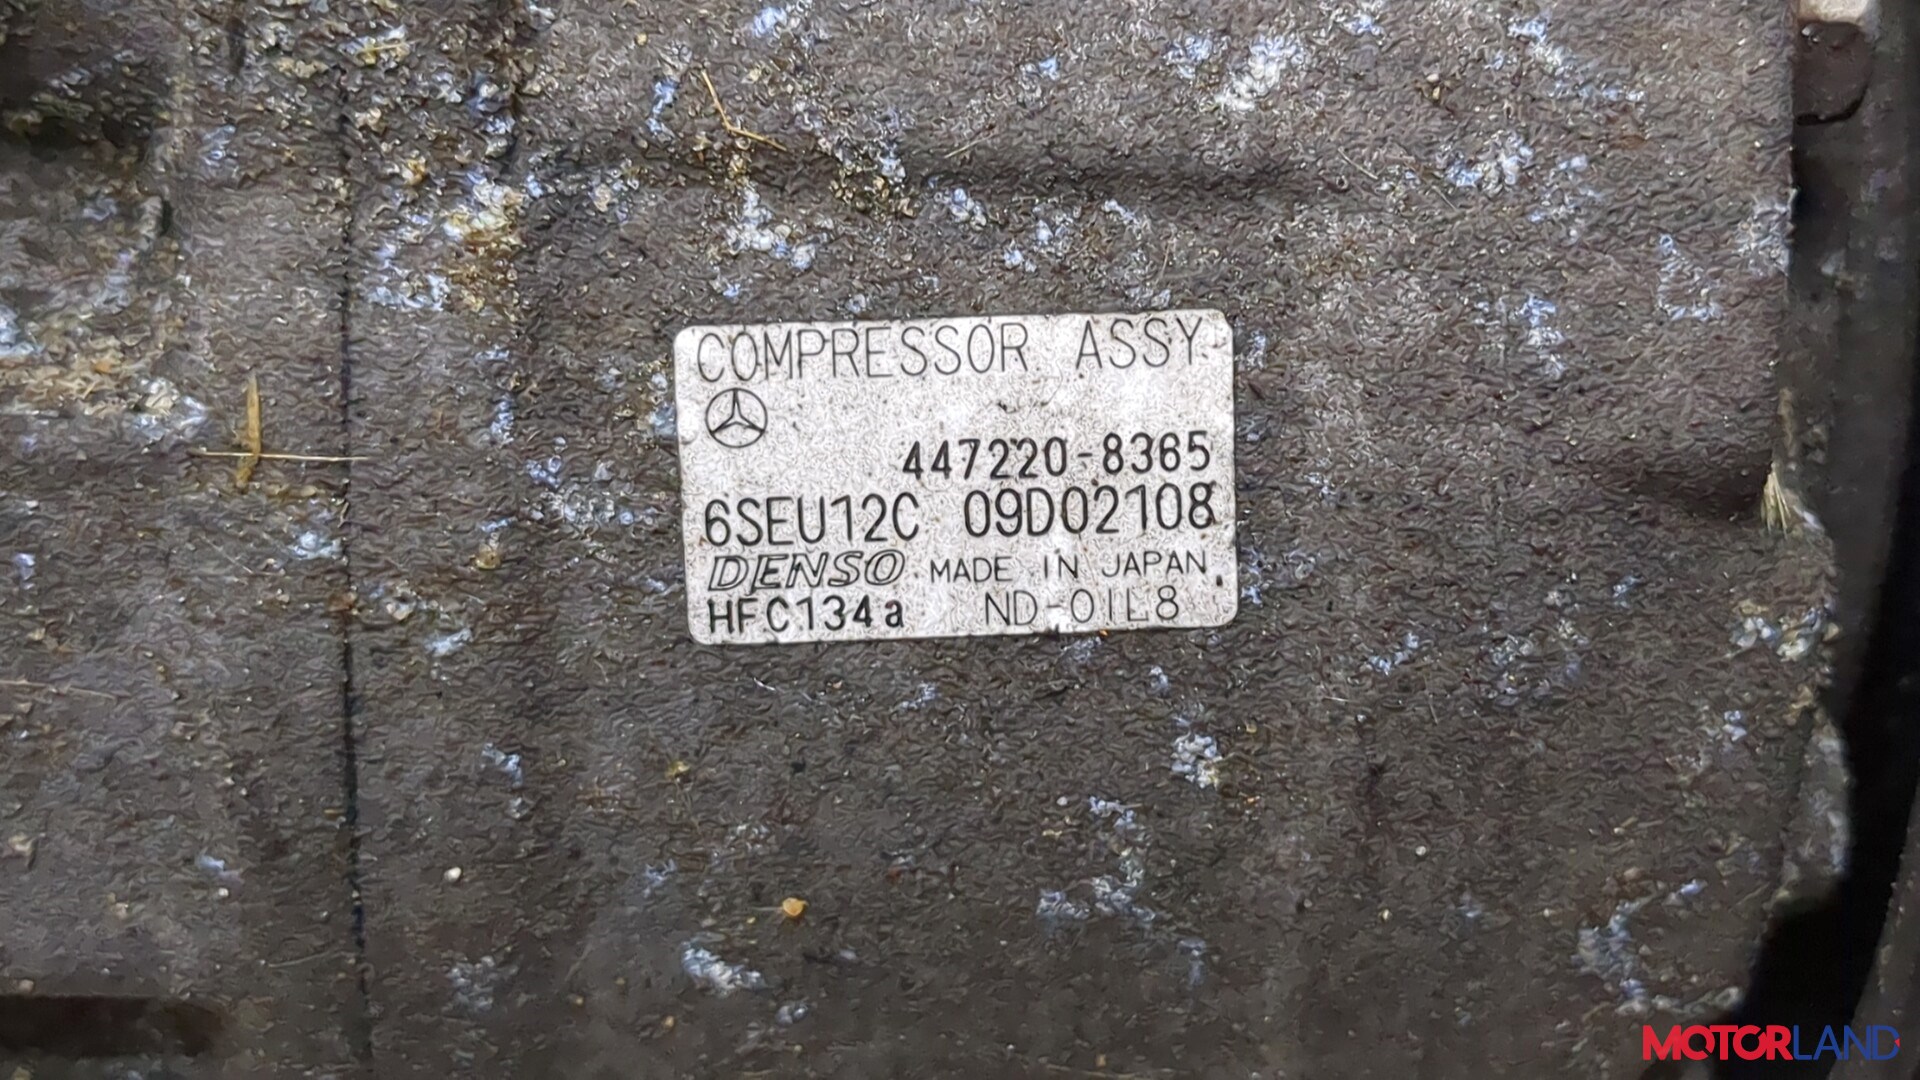 COMPRESSOR ASSY
447220-8365
6SEU12C 09D02108
DENSO MADE IN JAPAN
HFC134a ND-OIL8
MOTORLAND